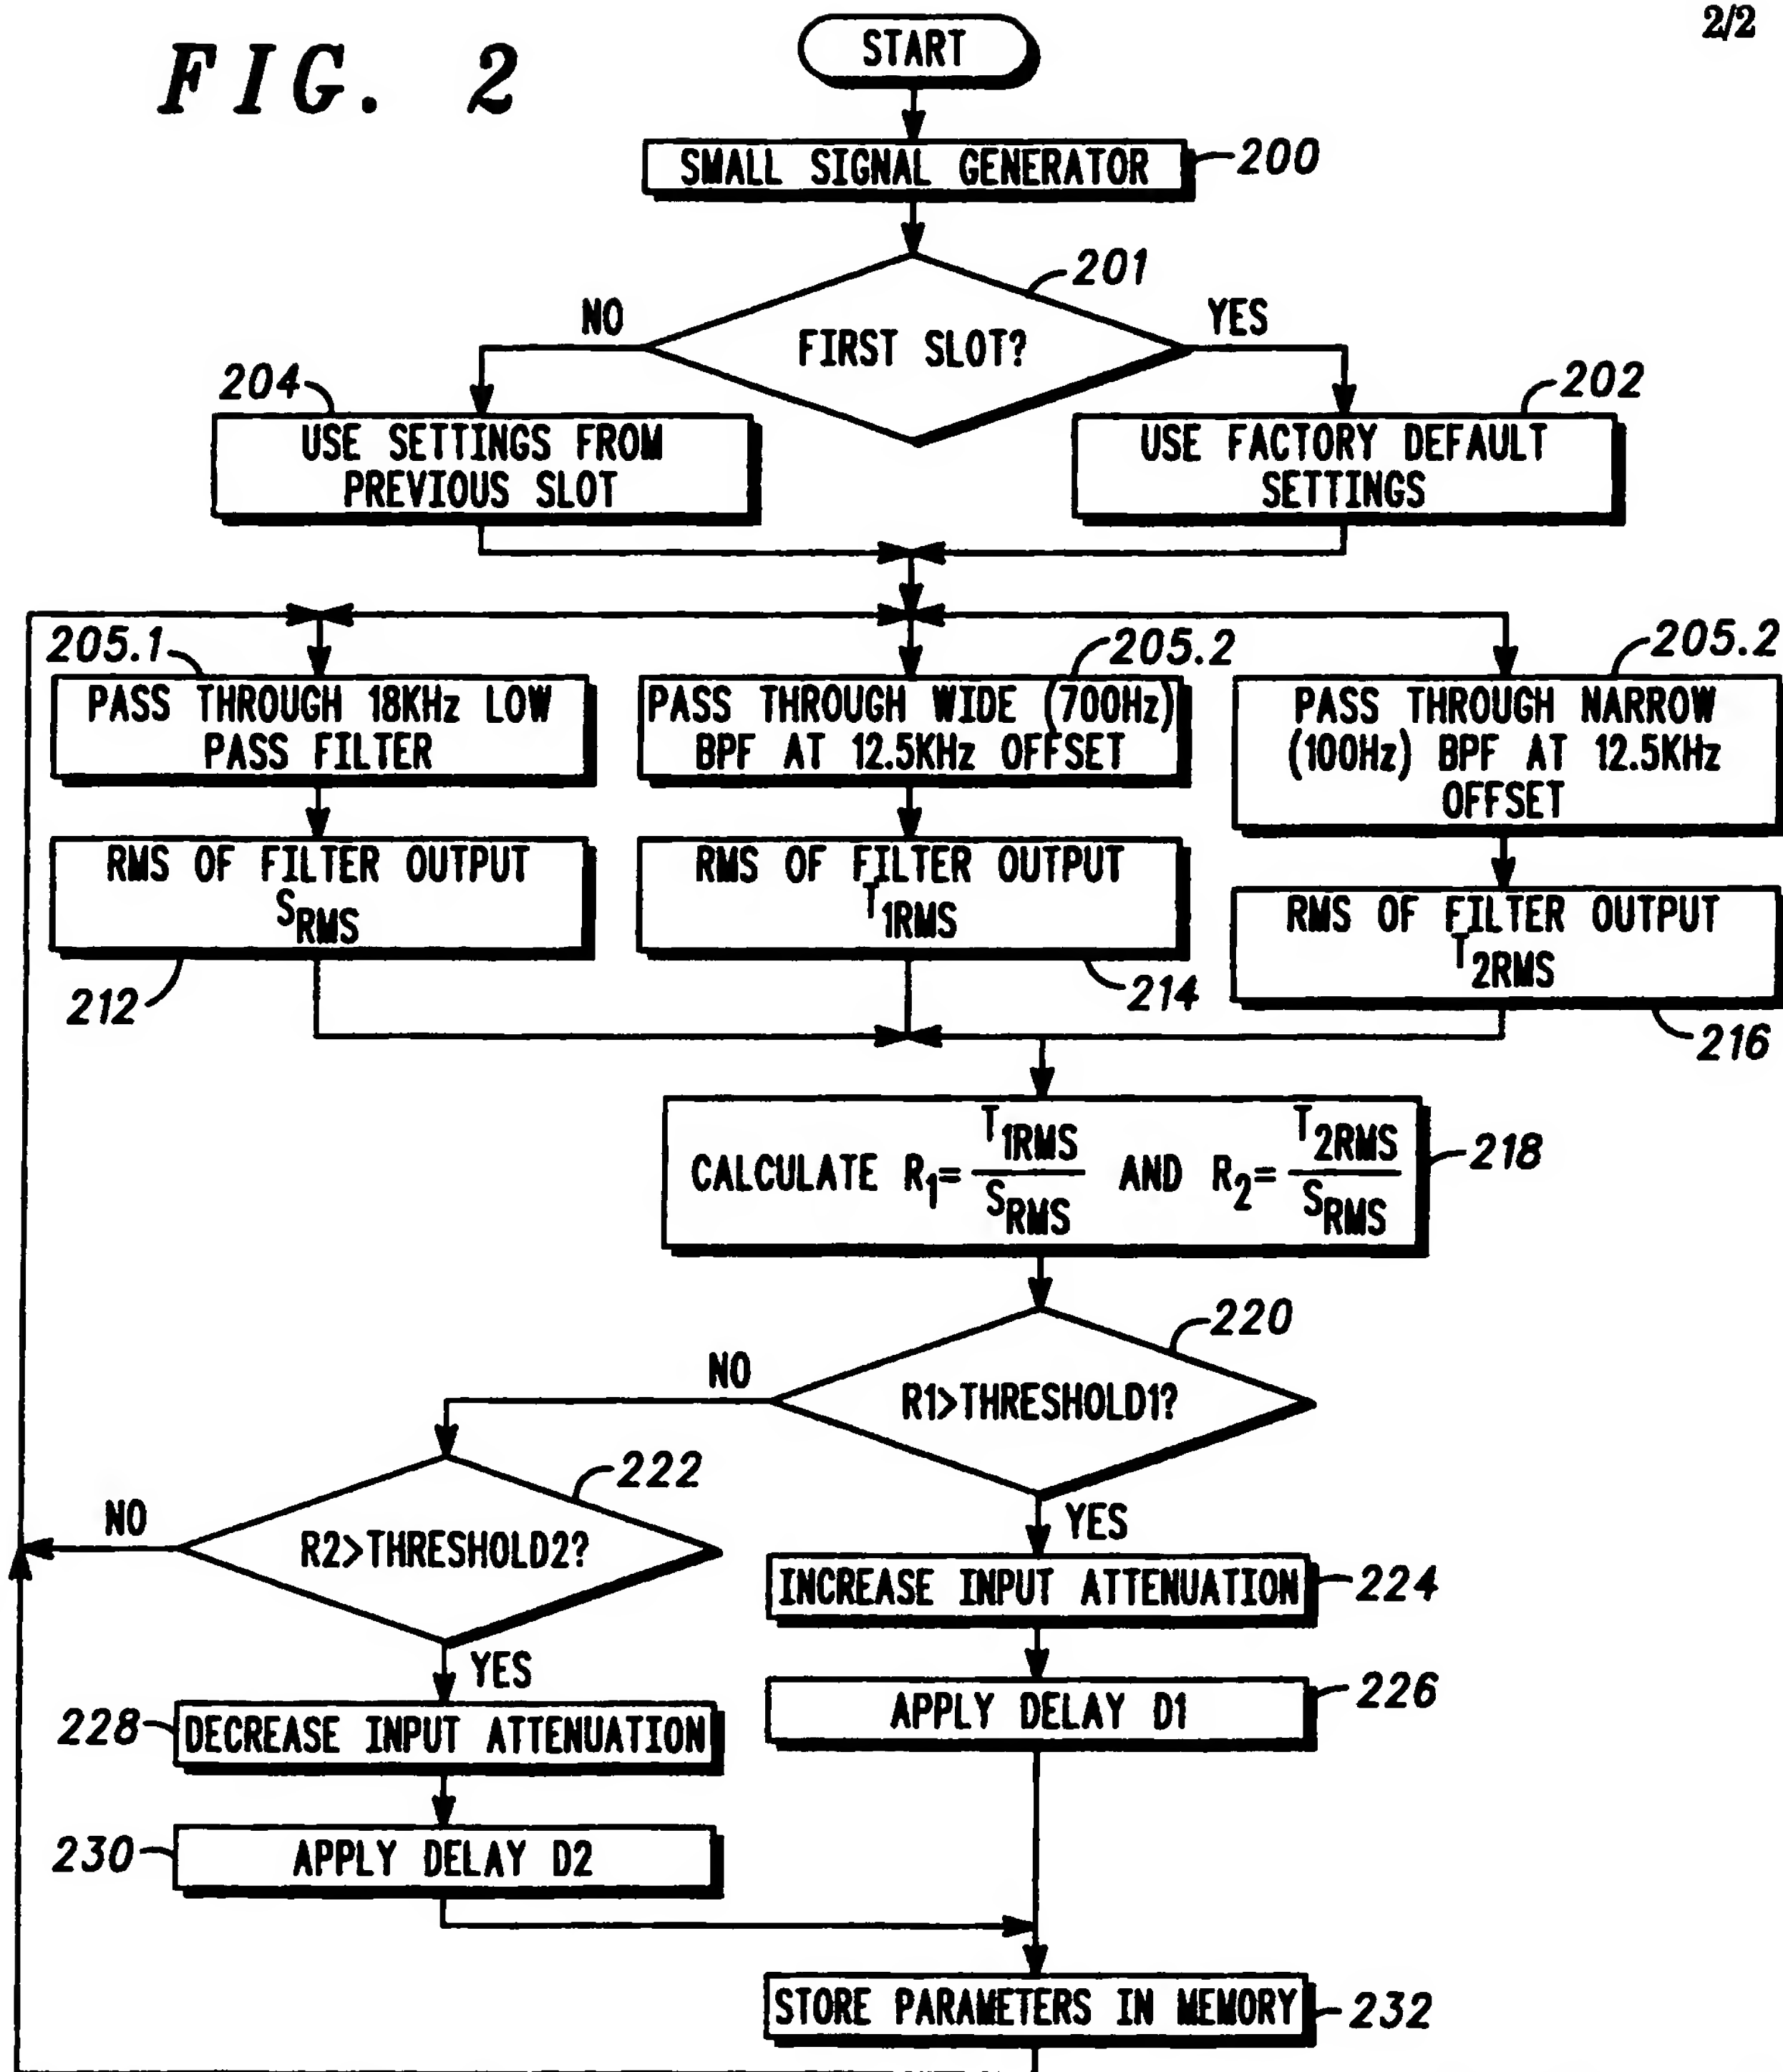 2/2
FIG. 2
START
SMALL SIGNAL GENERATOR
200
201
FIRST SLOT?
NO
YES
204
USE SETTINGS FROM
PREVIOUS SLOT
202
USE FACTORY DEFAULT
SETTINGS
205.1
PASS THROUGH 18KHz LOW
PASS FILTER
205.2
PASS THROUGH WIDE (700Hz)
BPF AT 12.5KHz OFFSET
205.2
PASS THROUGH NARROW
(100Hz) BPF AT 12.5KHz
OFFSET
RMS OF FILTER OUTPUT
SRMS
212
RMS OF FILTER OUTPUT
T1RMS
214
RMS OF FILTER OUTPUT
T2RMS
216
CALCULATE R1= T1RMS/SRMS AND R2= T2RMS/SRMS
218
220
R1>THRESHOLD1?
NO
YES
222
R2>THRESHOLD2?
NO
YES
INCREASE INPUT ATTENUATION
224
APPLY DELAY D1
226
228
DECREASE INPUT ATTENUATION
230
APPLY DELAY D2
STORE PARAMETERS IN MEMORY
232